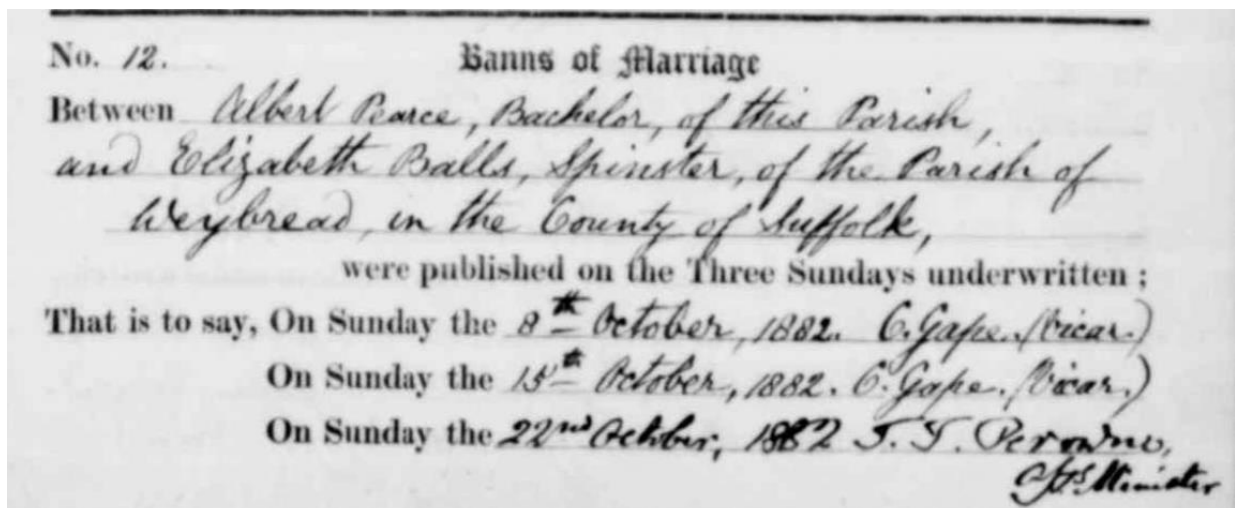 No. 12. Banns of Marriage
Between Albert Pearce, Bachelor, of this Parish,
and Elizabeth Balls, Spinster, of the Parish of
Weybread, in the County of Suffolk,
were published on the Three Sundays underwritten ;
That is to say, On Sunday the 8th October, 1882. C. Gape. (Vicar.)
On Sunday the 15th October, 1882. C. Gape. (Vicar.)
On Sunday the 22nd October, 1882 T. T. Perowne,
Minister